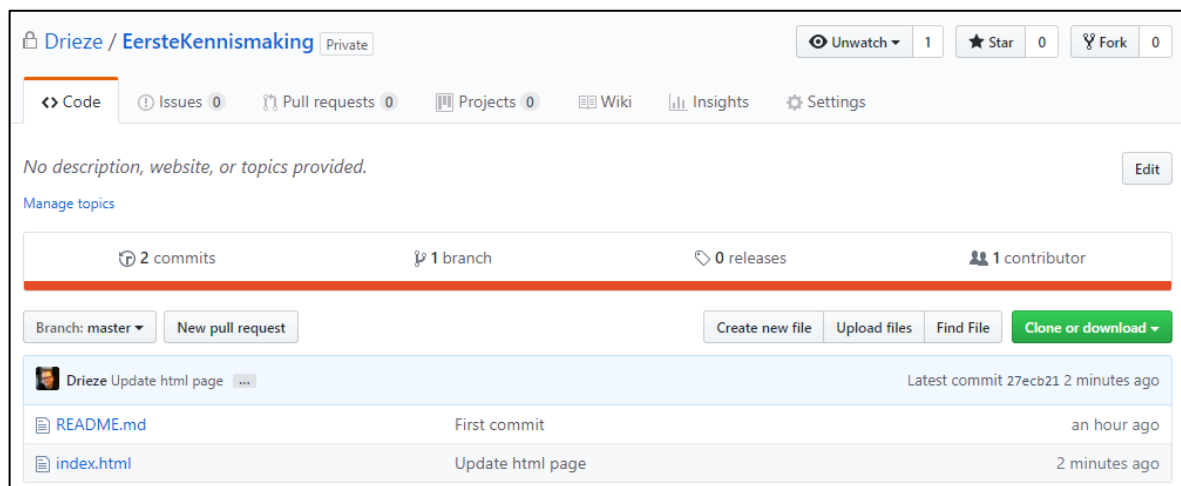 Drieze / EersteKennismaking Private Unwatch 1 Star 0 Fork 0
Code Issues 0 Pull requests 0 Projects 0 Wiki Insights Settings
No description, website, or topics provided. Edit
Manage topics
2 commits 1 branch 0 releases 1 contributor
Branch: master New pull request Create new file Upload files Find File Clone or download
Drieze Update html page ... Latest commit 27ecb21 2 minutes ago
README.md First commit an hour ago
index.html Update html page 2 minutes ago